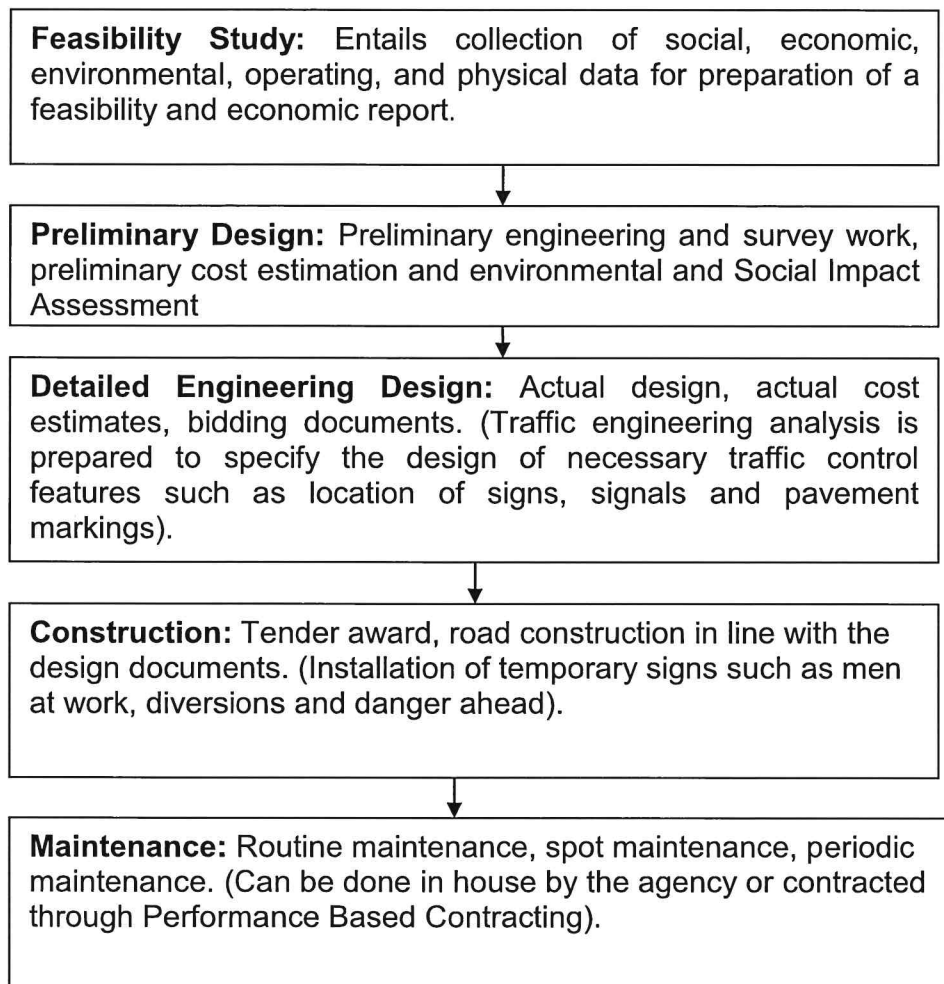 Feasibility Study: Entails collection of social, economic,
environmental, operating, and physical data for preparation of a
feasibility and economic report.
Preliminary Design: Preliminary engineering and survey work,
preliminary cost estimation and environmental and Social Impact
Assessment
Detailed Engineering Design: Actual design, actual cost
estimates, bidding documents. (Traffic engineering analysis is
prepared to specify the design of necessary traffic control
features such as location of signs, signals and pavement
markings).
Construction: Tender award, road construction in line with the
design documents. (Installation of temporary signs such as men
at work, diversions and danger ahead).
Maintenance: Routine maintenance, spot maintenance, periodic
maintenance. (Can be done in house by the agency or contracted
through Performance Based Contracting).